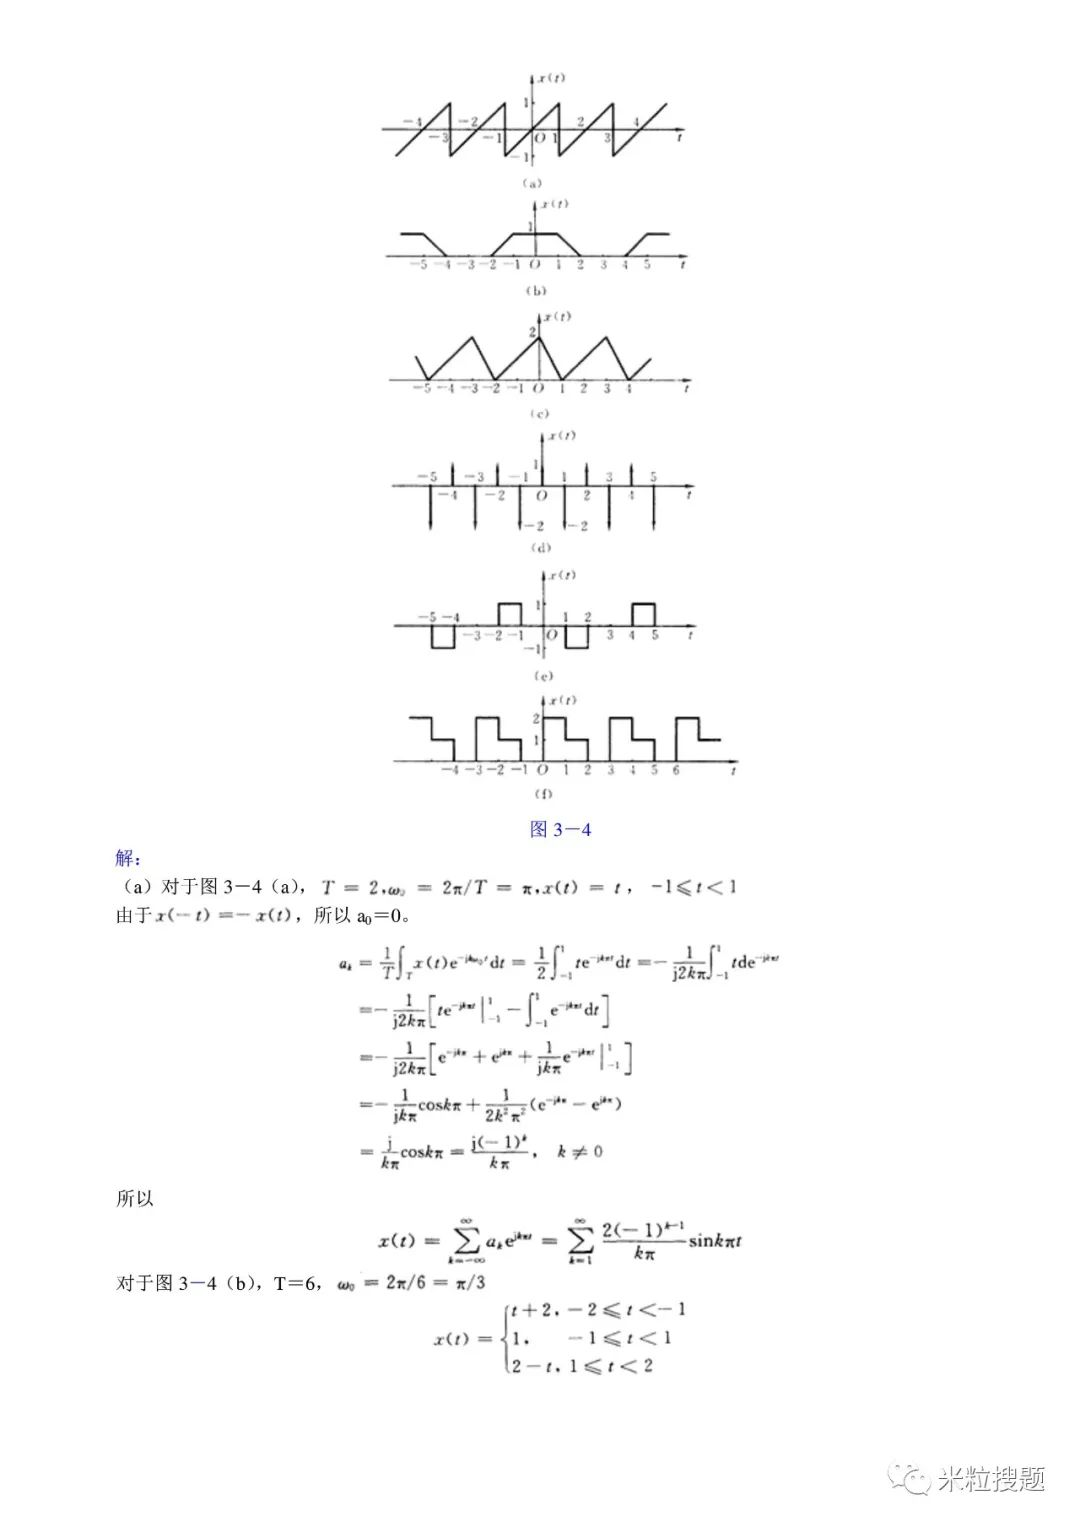 x(t)
1
-4 -2 2 4
-3 -1 O 1 3 t
-1
(a)
x(t)
1
-5 -4 -3 -2 -1 O 1 2 3 4 5 t
(b)
x(t)
2
-5 -4 -3 -2 -1 O 1 2 3 4 t
(c)
x(t)
1
-5 -3 -1 1 3 5
-4 -2 O 2 4 t
-2 -2
(d)
x(t)
1
-5 -4 1 2
-3 -2 -1 O 3 4 5 t
-1
(e)
x(t)
2
1
-4 -3 -2 -1 O 1 2 3 4 5 6 t
(f)
图 3-4
解:
(a) 对于图 3-4 (a), T = 2, ω₀ = 2π/T = π, x(t) = t, -1 ≤ t < 1
由于 x(-t) = -x(t), 所以 a₀=0。
aₖ = 1/T ∫_T x(t)e^{-jkω₀t}dt = 1/2 ∫_{-1}^{1} te^{-jkπt}dt = - 1/(j2kπ) ∫_{-1}^{1} tde^{-jkπt}
= - 1/(j2kπ) [te^{-jkπt} |_{-1}^{1} - ∫_{-1}^{1} e^{-jkπt}dt]
= - 1/(j2kπ) [e^{-jkπ} + e^{jkπ} + 1/(jkπ) e^{-jkπt} |_{-1}^{1}]
= - 1/(jkπ) coskπ + 1/(2k²π²) (e^{-jkπ} - e^{jkπ})
= j/(kπ) coskπ = j(-1)^k/(kπ), k ≠ 0
所以
x(t) = ∑_{k=-∞}^{∞} aₖe^{jkπt} = ∑_{k=1}^{∞} 2(-1)^{k-1}/(kπ) sinkπt
对于图 3-4 (b), T=6, ω₀ = 2π/6 = π/3
t+2, -2 ≤ t < -1
x(t) = { 1, -1 ≤ t < 1
2-t, 1 ≤ t < 2
米粒搜题